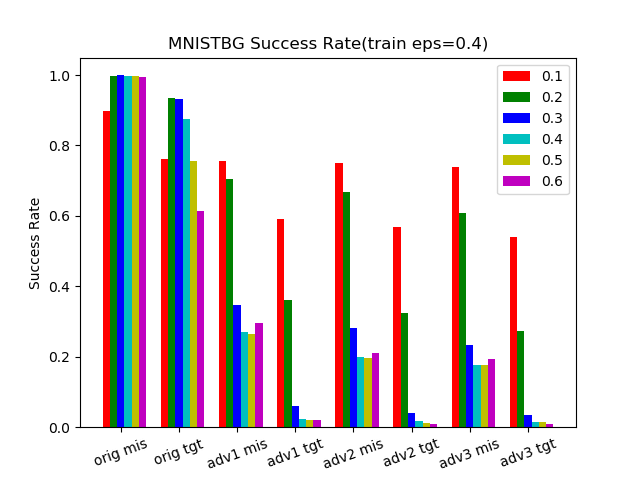 MNISTBG Success Rate(train eps=0.4)
1.0
0.8
0.6
0.4
0.2
0.0
Success Rate
0.1
0.2
0.3
0.4
0.5
0.6
orig mis
orig tgt
adv1 mis
adv1 tgt
adv2 mis
adv2 tgt
adv3 mis
adv3 tgt